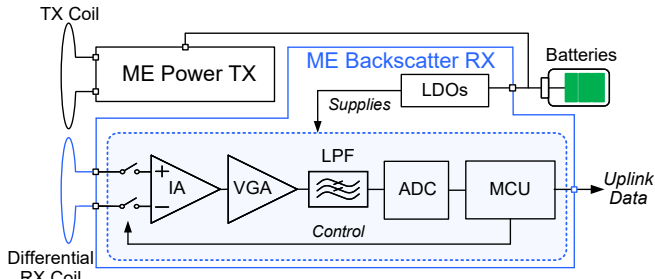 TX Coil
ME Power TX
ME Backscatter RX
Batteries
LDOs
Supplies
LPF
+
IA
−
VGA
ADC
MCU
Uplink
Data
Control
Differential
RX Coil